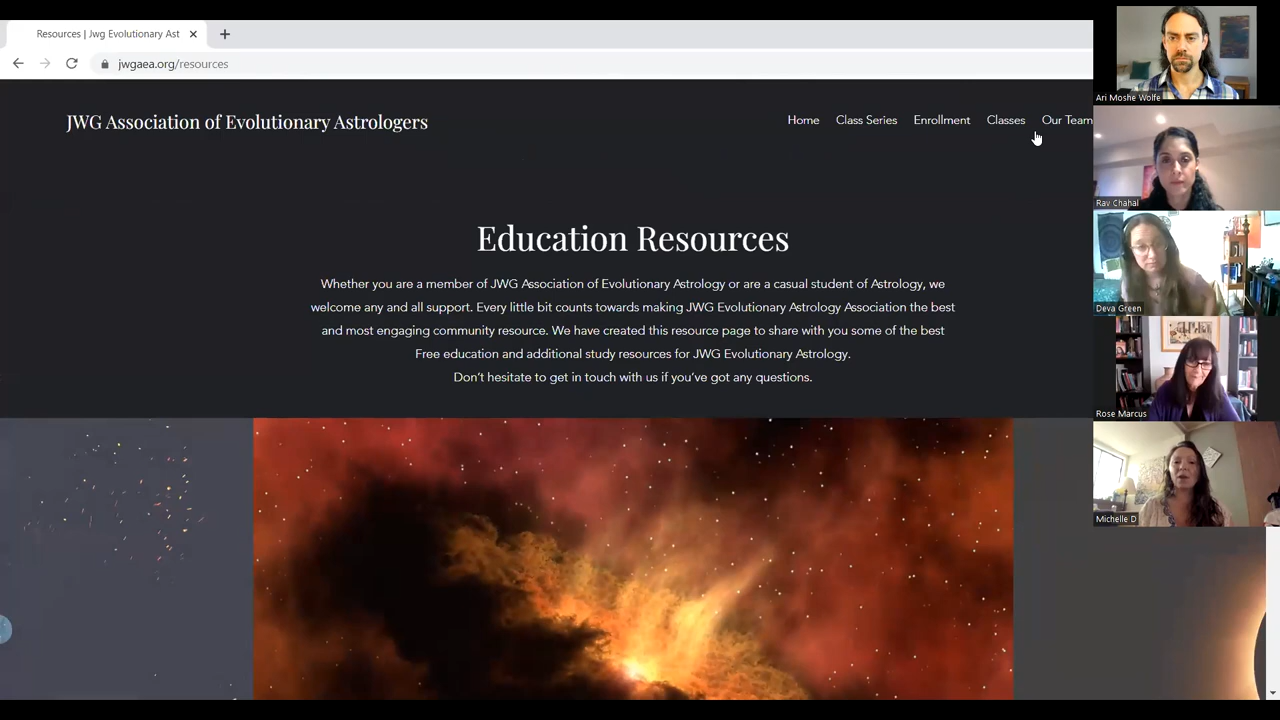 Resources | Jwg Evolutionary Ast
jwgaea.org/resources
JWG Association of Evolutionary Astrologers
Home Class Series Enrollment Classes Our Team
Education Resources
Whether you are a member of JWG Association of Evolutionary Astrology or are a casual student of Astrology, we
welcome any and all support. Every little bit counts towards making JWG Evolutionary Astrology Association the best
and most engaging community resource. We have created this resource page to share with you some of the best
Free education and additional study resources for JWG Evolutionary Astrology.
Don't hesitate to get in touch with us if you've got any questions.
Ari Moshe Wolfe
Rav Chahal
Deva Green
Rose Marcus
Michelle D